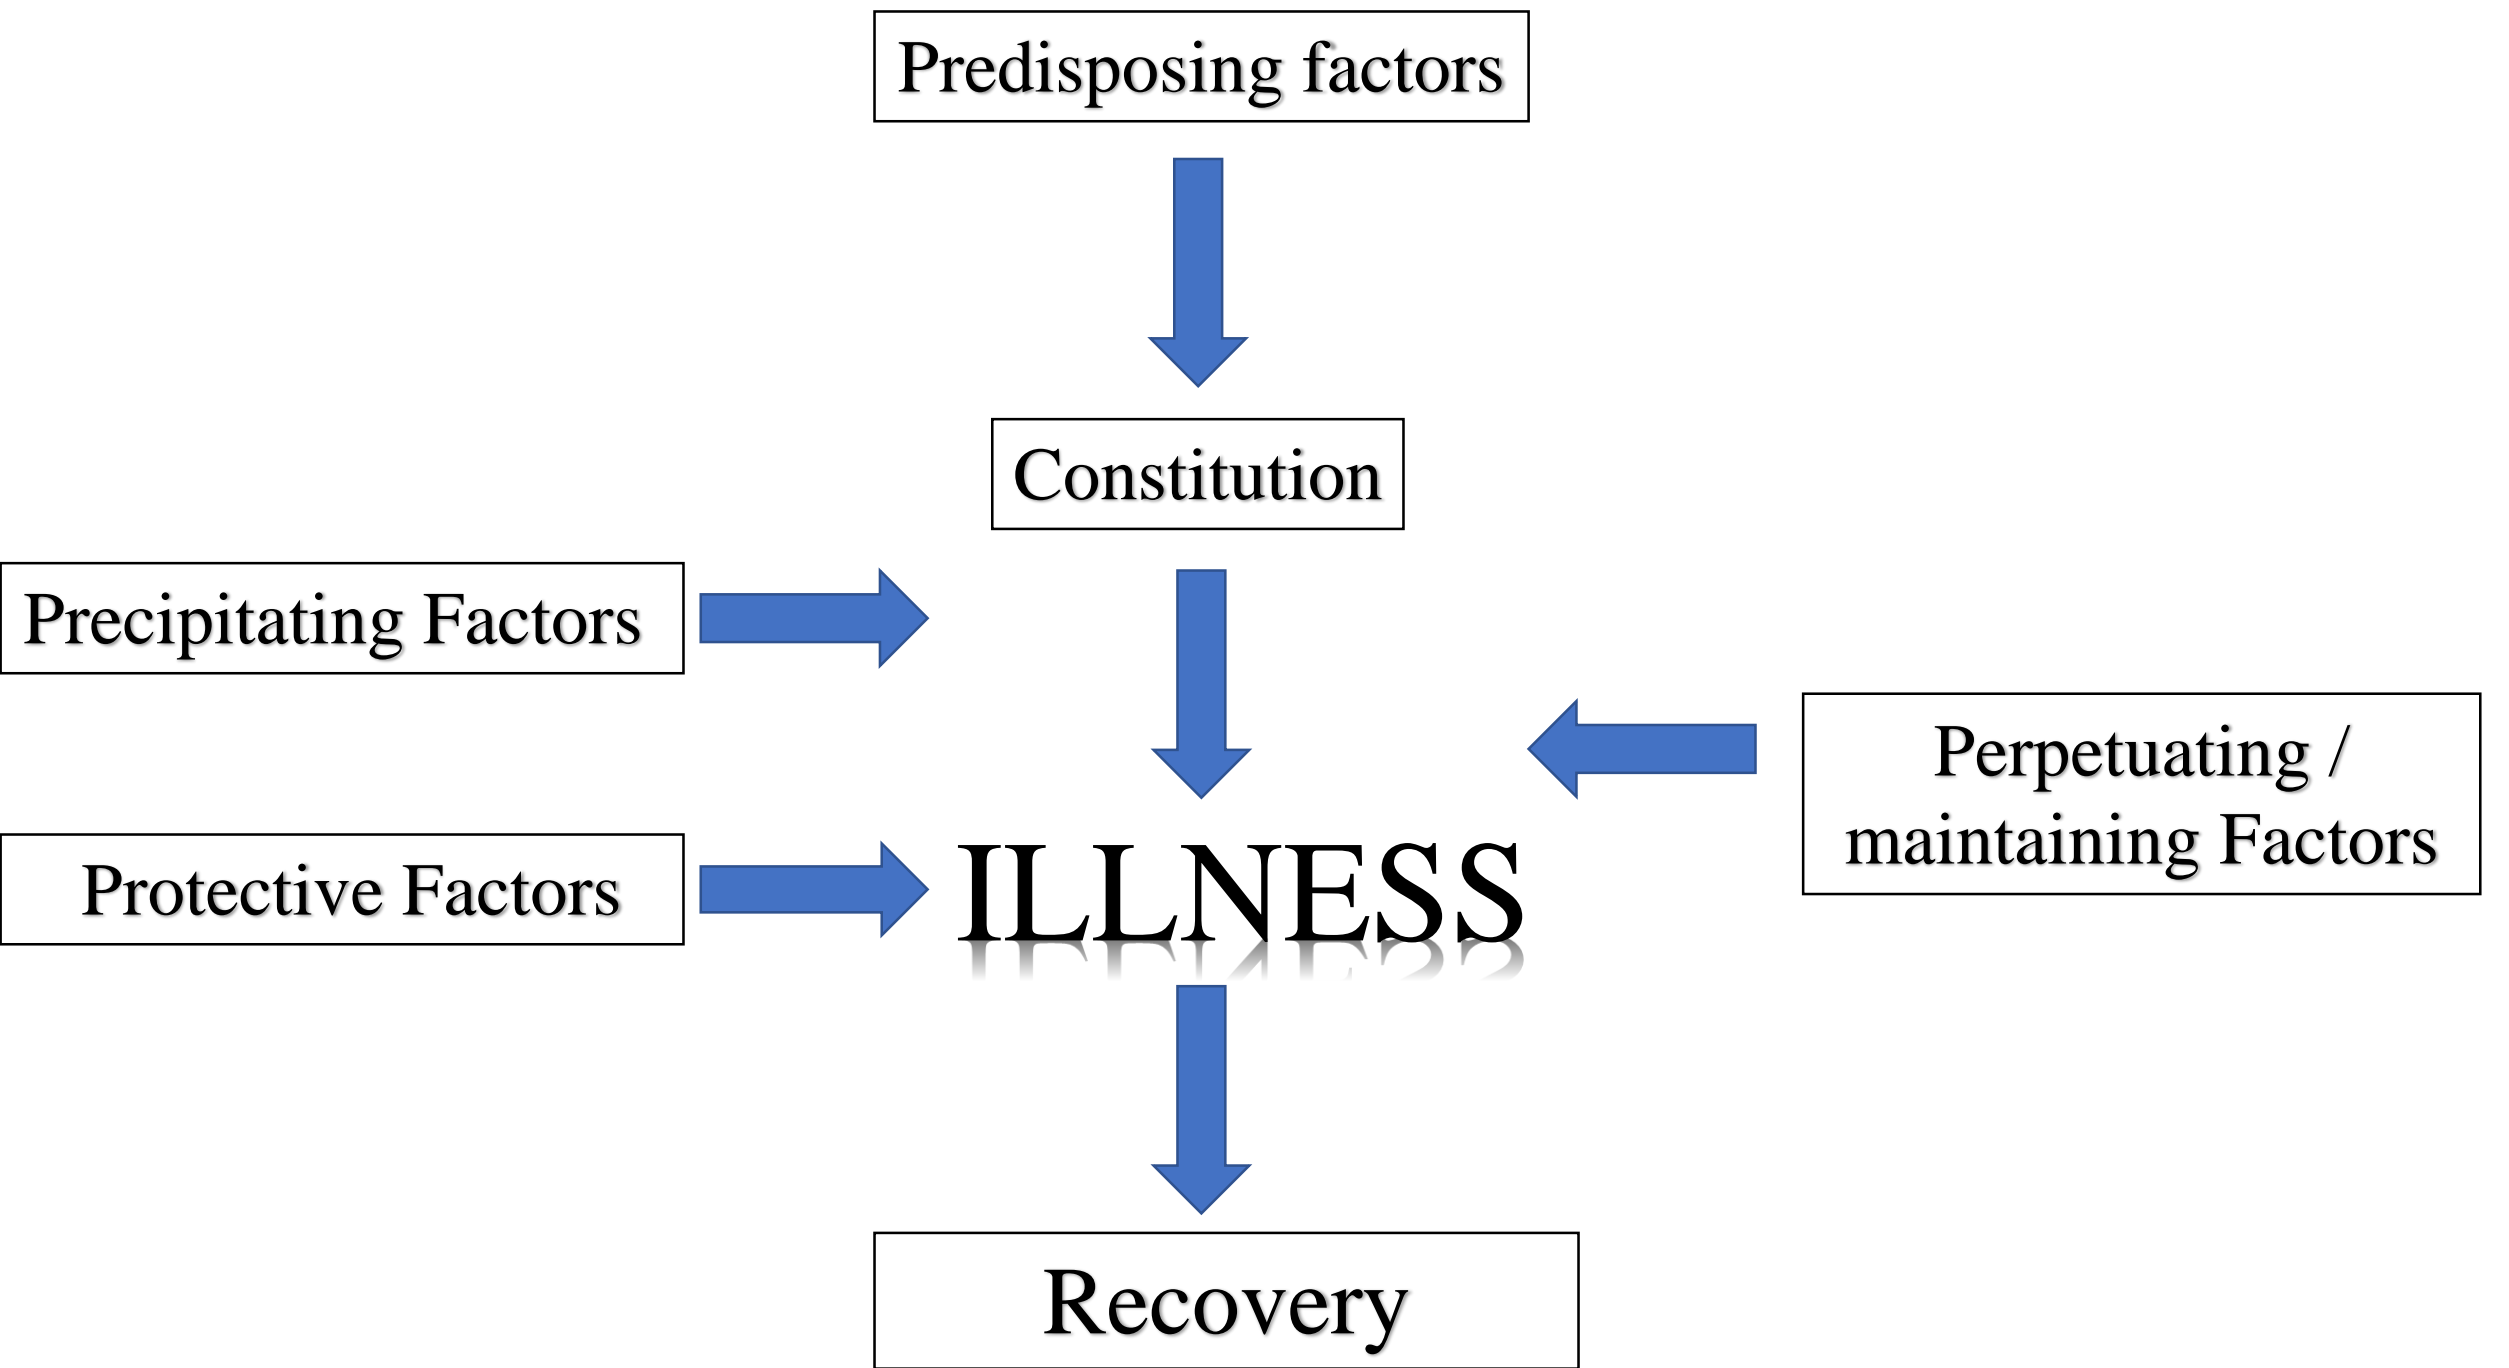 Predisposing factors
Constitution
Precipitating Factors
Perpetuating /
maintaining Factors
Protective Factors
ILLNESS
Recovery